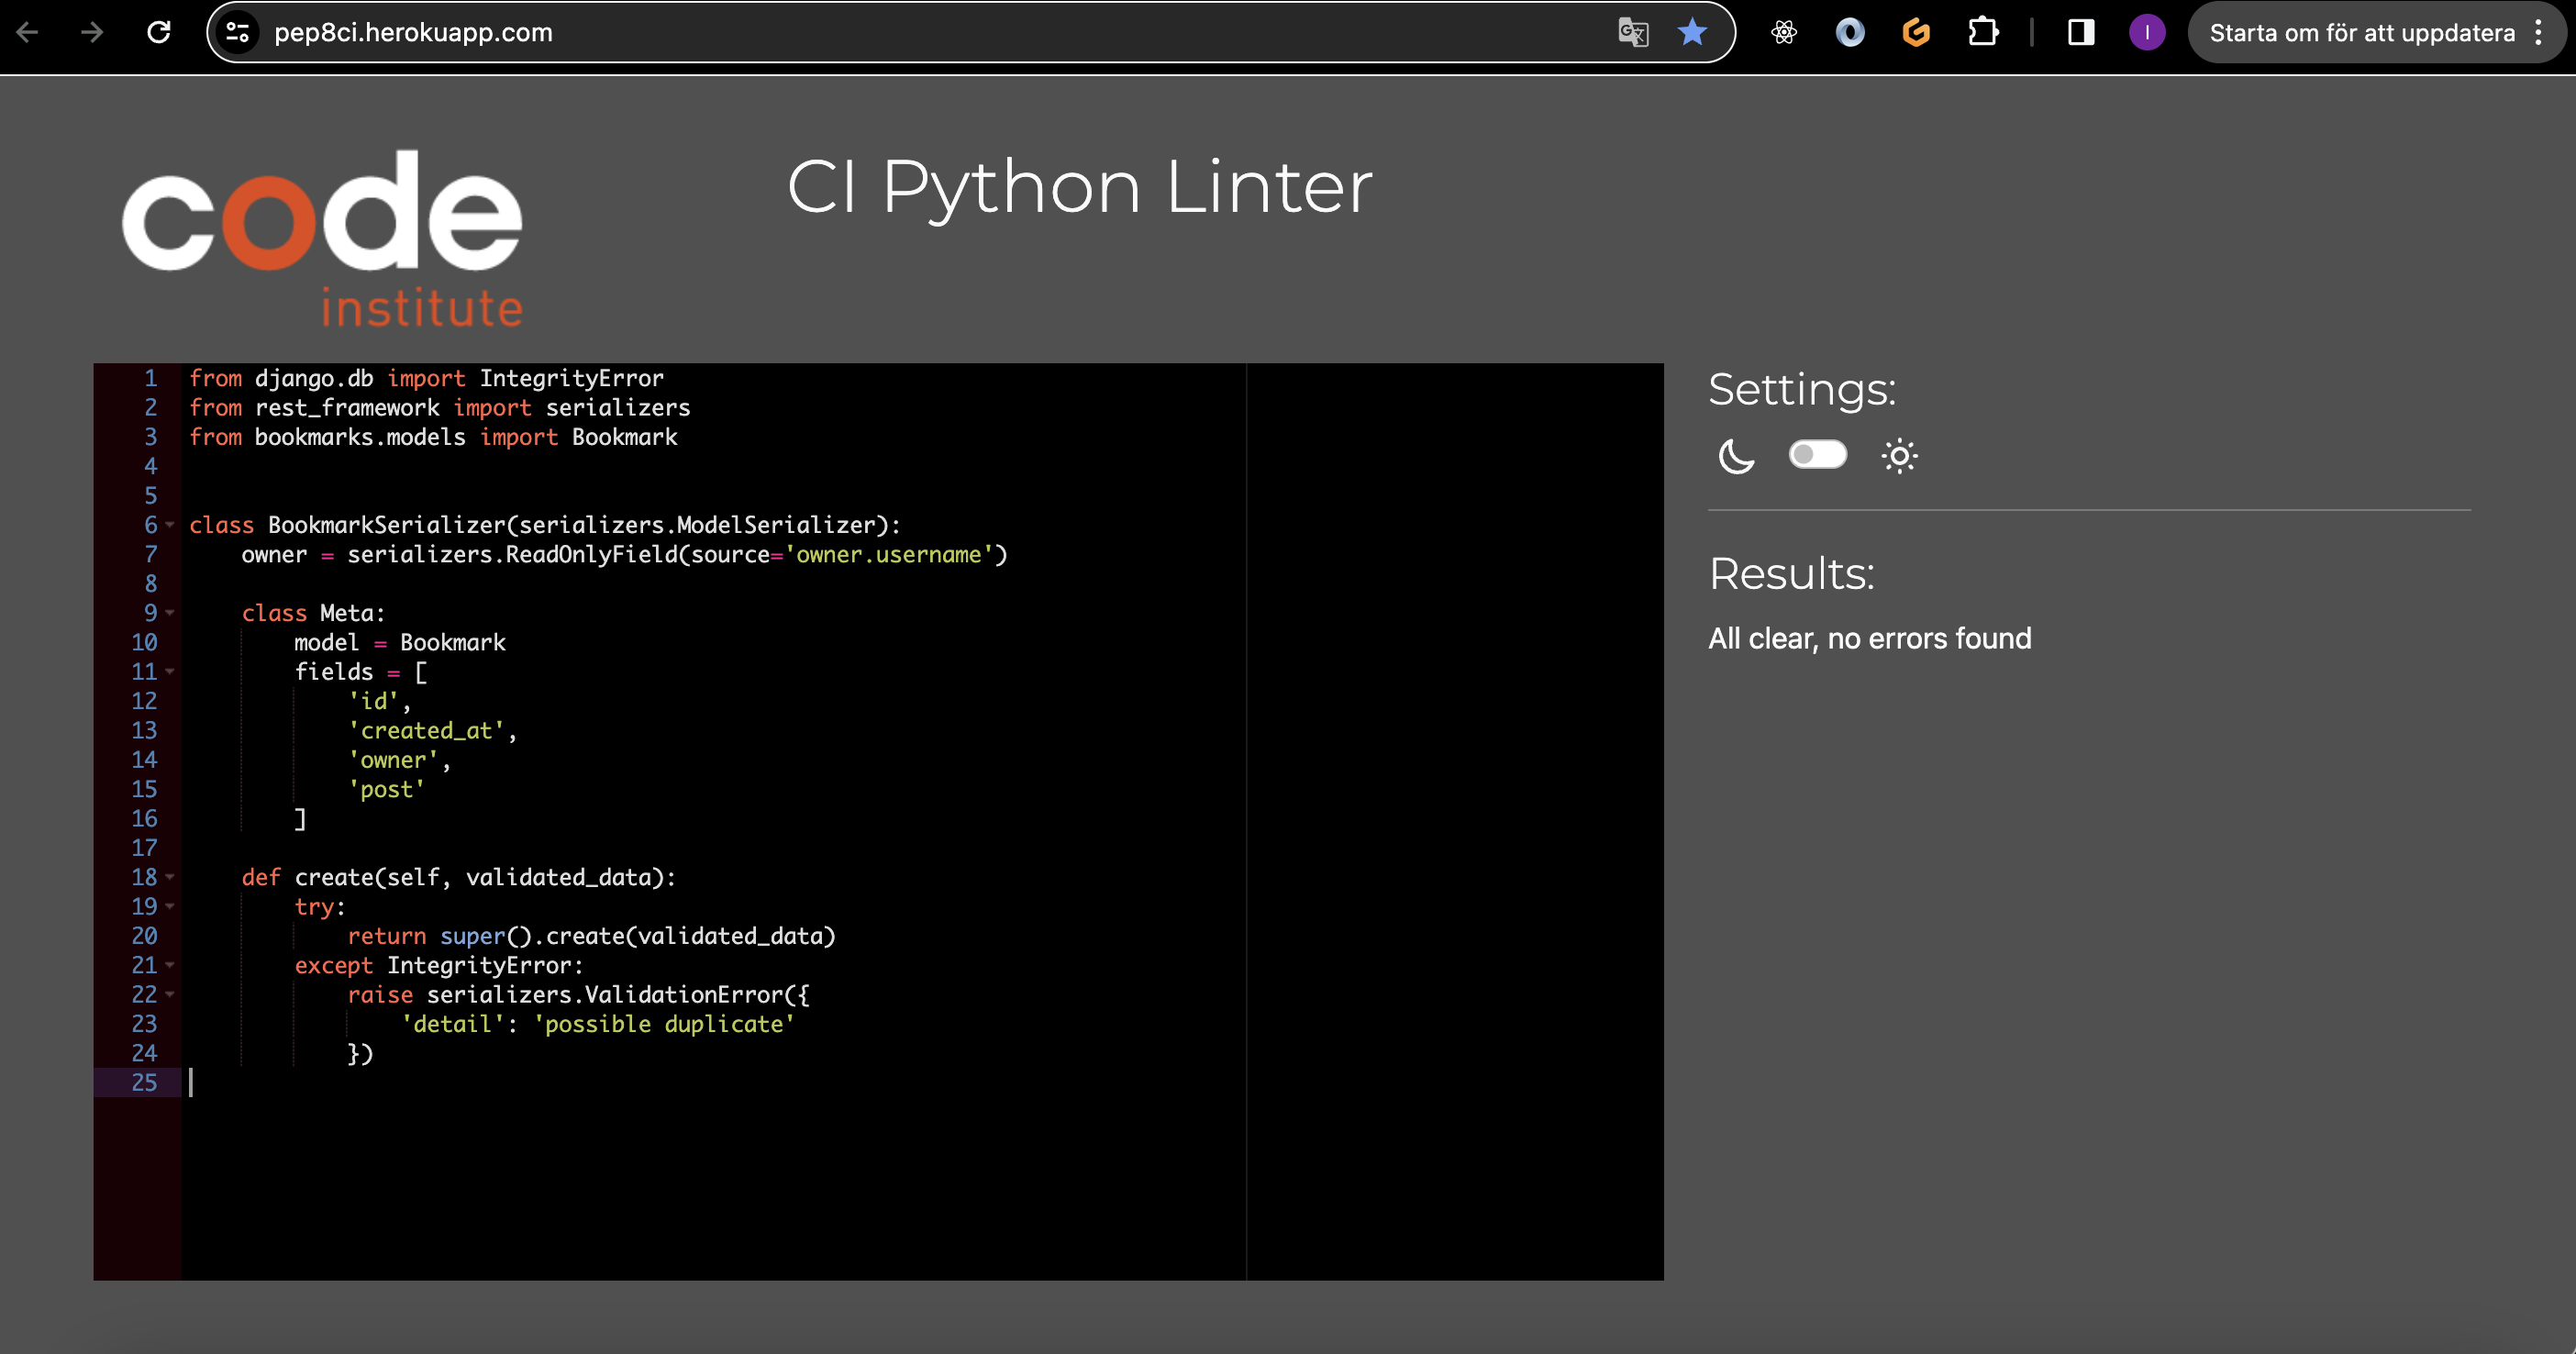 pep8ci.herokuapp.com
I
Starta om för att uppdatera
code
institute
CI Python Linter
1 from django.db import IntegrityError
2 from rest_framework import serializers
3 from bookmarks.models import Bookmark
4
5
6 class BookmarkSerializer(serializers.ModelSerializer):
7     owner = serializers.ReadOnlyField(source='owner.username')
8
9     class Meta:
10         model = Bookmark
11         fields = [
12             'id',
13             'created_at',
14             'owner',
15             'post'
16         ]
17
18     def create(self, validated_data):
19         try:
20             return super().create(validated_data)
21         except IntegrityError:
22             raise serializers.ValidationError({
23                 'detail': 'possible duplicate'
24             })
25
Settings:
Results:
All clear, no errors found